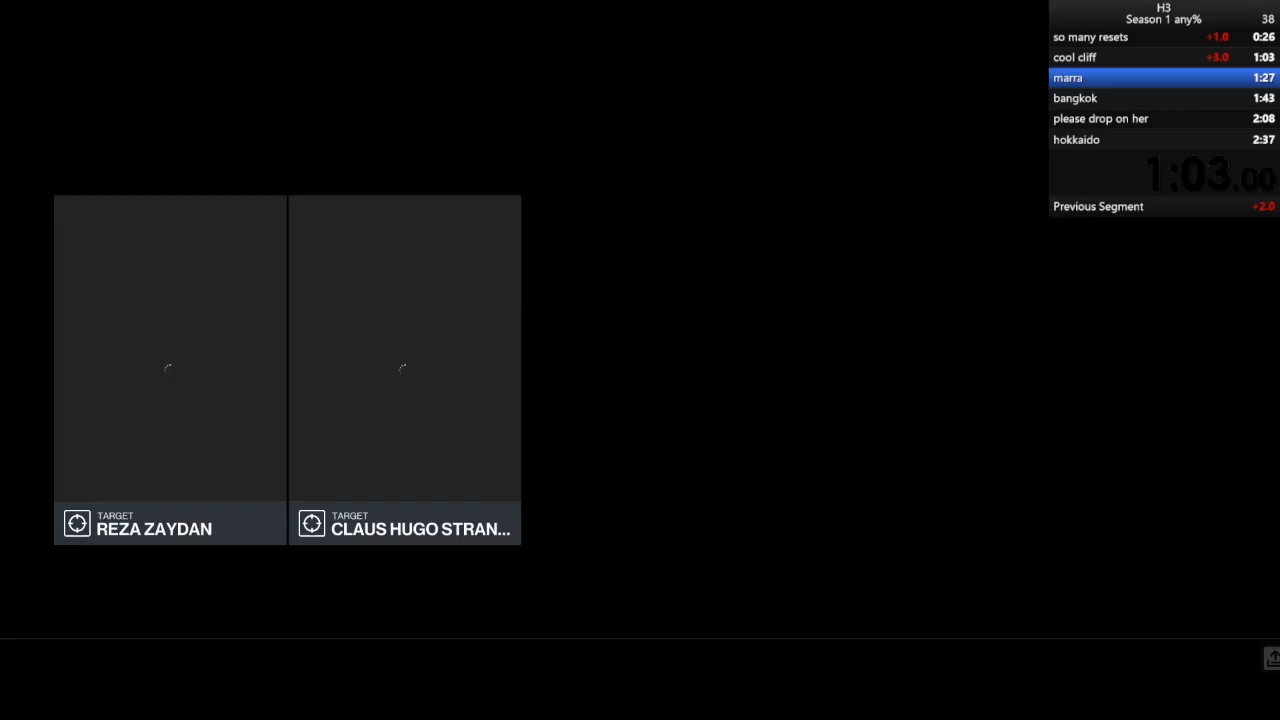 H3
Season 1 any% 38
so many resets +1.0 0:26
cool cliff +3.0 1:03
marra 1:27
bangkok 1:43
please drop on her 2:08
hokkaido 2:37
1:03.00
Previous Segment +2.0
TARGET
REZA ZAYDAN
TARGET
CLAUS HUGO STRAN...